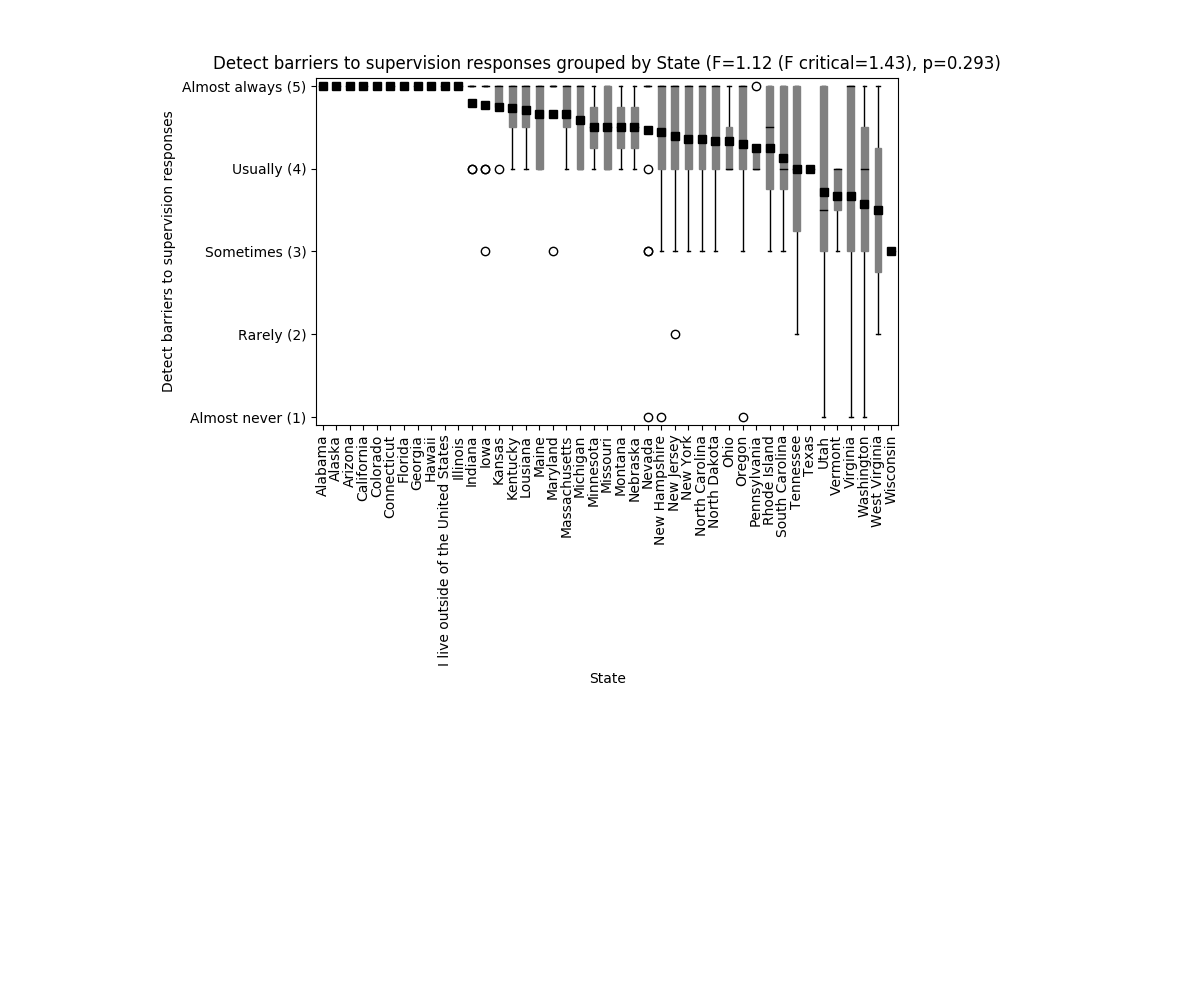 Detect barriers to supervision responses grouped by State (F=1.12 (F critical=1.43), p=0.293)
Detect barriers to supervision responses
Almost always (5)
Usually (4)
Sometimes (3)
Rarely (2)
Almost never (1)
Alabama
Alaska
Arizona
California
Colorado
Connecticut
Florida
Georgia
Hawaii
I live outside of the United States
Illinois
Indiana
Iowa
Kansas
Kentucky
Lousiana
Maine
Maryland
Massachusetts
Michigan
Minnesota
Missouri
Montana
Nebraska
Nevada
New Hampshire
New Jersey
New York
North Carolina
North Dakota
Ohio
Oregon
Pennsylvania
Rhode Island
South Carolina
Tennessee
Texas
Utah
Vermont
Virginia
Washington
West Virginia
Wisconsin
State